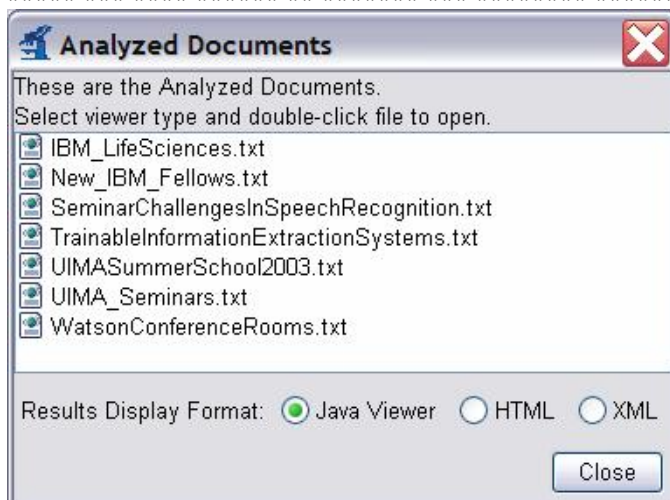 Analyzed Documents
These are the Analyzed Documents.
Select viewer type and double-click file to open.
IBM_LifeSciences.txt
New_IBM_Fellows.txt
SeminarChallengesInSpeechRecognition.txt
TrainableInformationExtractionSystems.txt
UIMASummerSchool2003.txt
UIMA_Seminars.txt
WatsonConferenceRooms.txt
Results Display Format: Java Viewer HTML XML
Close